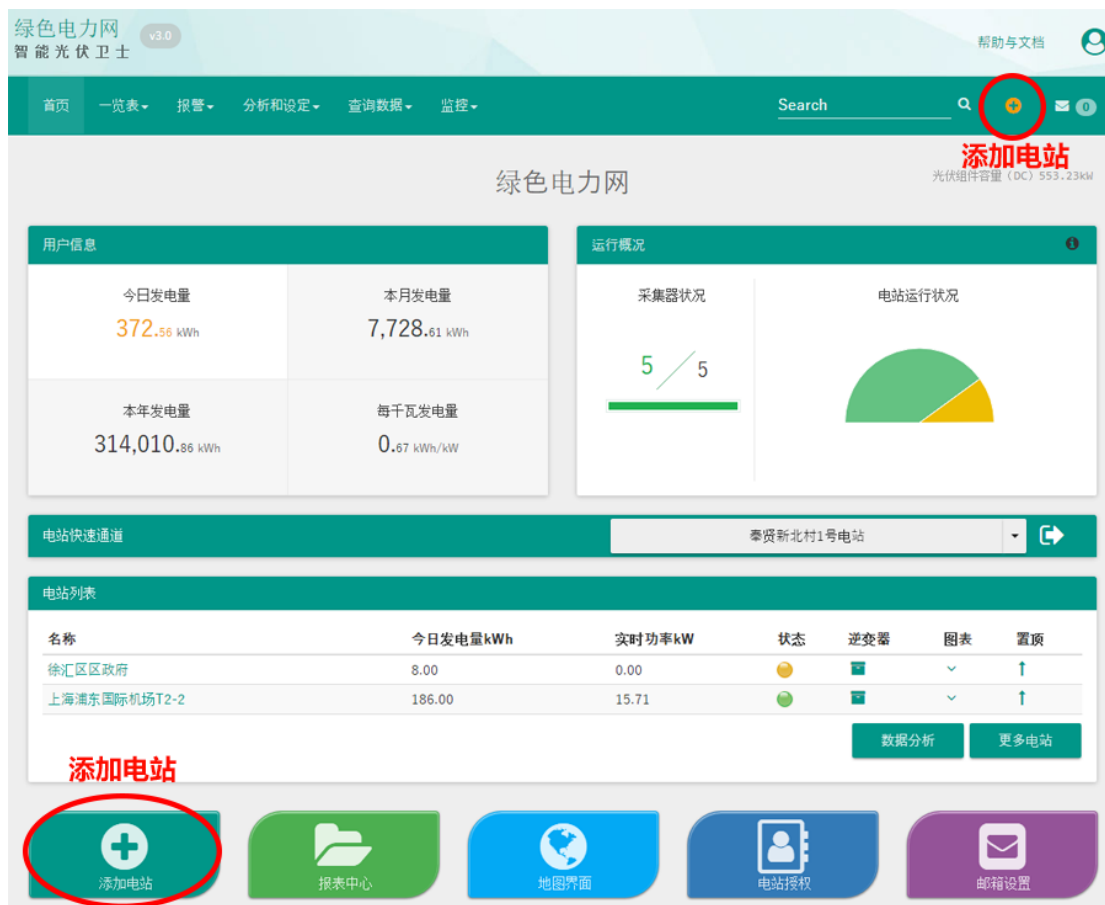 绿色电力网 v3.0
智能光伏卫士
帮助与文档
首页 一览表 报警 分析和设定 查询数据 监控 Search 0
添加电站
绿色电力网
光伏组件容量（DC）553.23kW
用户信息
今日发电量 本月发电量
372.56 kWh 7,728.61 kWh
本年发电量 每千瓦发电量
314,010.86 kWh 0.67 kWh/kW
运行概况
采集器状况 电站运行状况
5 / 5
电站快速通道 奉贤新北村1号电站
电站列表
名称 今日发电量kWh 实时功率kW 状态 逆变器 图表 置顶
徐汇区区政府 8.00 0.00
上海浦东国际机场T2-2 186.00 15.71
数据分析 更多电站
添加电站
添加电站 报表中心 地图界面 电站授权 邮箱设置